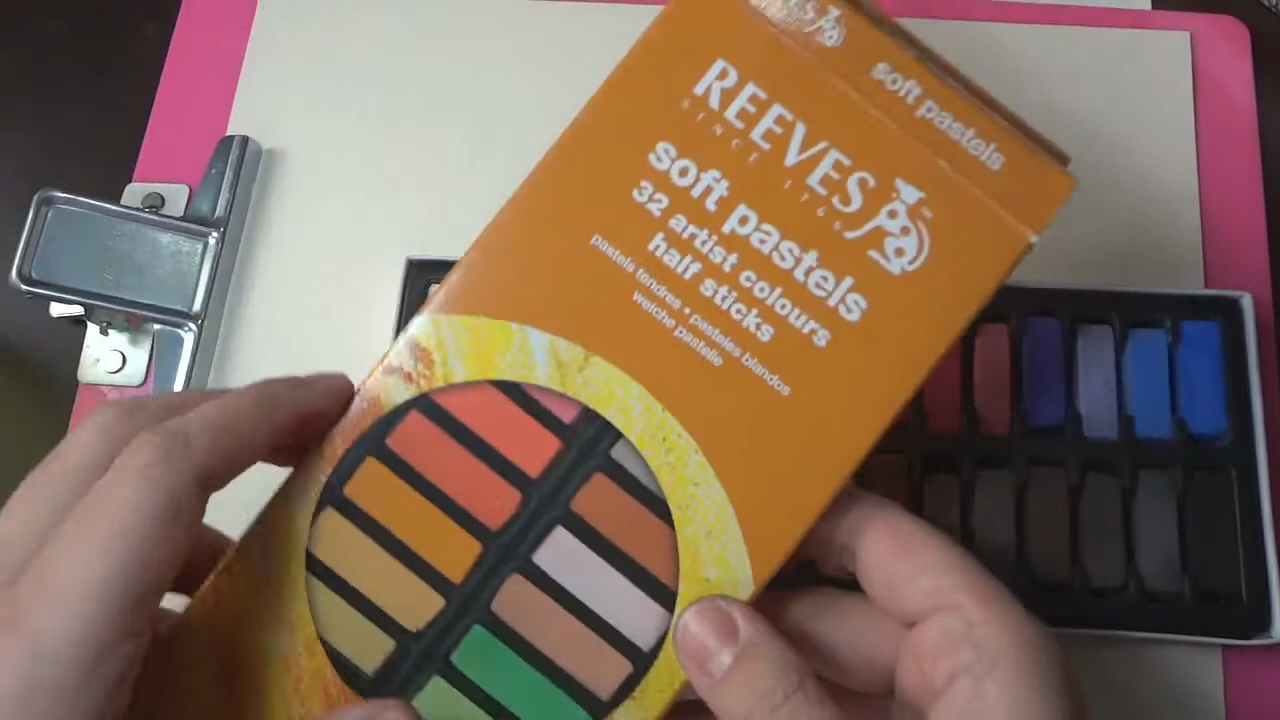 soft pastels
REEVES
SINCE 1766
soft pastels
32 artist colours
half sticks
pastels tendres • pasteles blandos
weiche pastelle